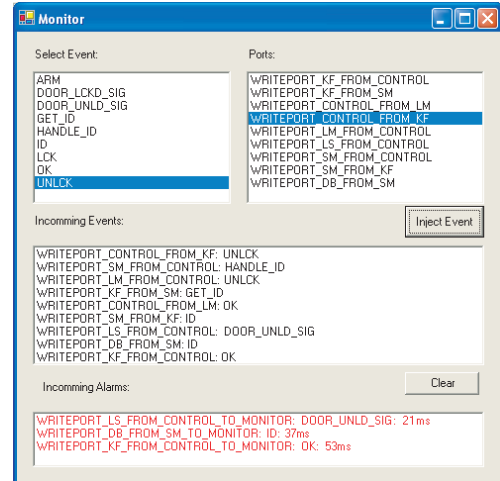 Monitor
Select Event:
Ports:
ARM
DOOR_LCKD_SIG
DOOR_UNLD_SIG
GET_ID
HANDLE_ID
ID
LCK
OK
UNLCK
WRITEPORT_KF_FROM_CONTROL
WRITEPORT_KF_FROM_SM
WRITEPORT_CONTROL_FROM_LM
WRITEPORT_CONTROL_FROM_KF
WRITEPORT_LM_FROM_CONTROL
WRITEPORT_LS_FROM_CONTROL
WRITEPORT_SM_FROM_CONTROL
WRITEPORT_SM_FROM_KF
WRITEPORT_DB_FROM_SM
Incomming Events:
Inject Event
WRITEPORT_CONTROL_FROM_KF: UNLCK
WRITEPORT_SM_FROM_CONTROL: HANDLE_ID
WRITEPORT_LM_FROM_CONTROL: UNLCK
WRITEPORT_KF_FROM_SM: GET_ID
WRITEPORT_CONTROL_FROM_LM: OK
WRITEPORT_SM_FROM_KF: ID
WRITEPORT_LS_FROM_CONTROL: DOOR_UNLD_SIG
WRITEPORT_DB_FROM_SM: ID
WRITEPORT_KF_FROM_CONTROL: OK
Incomming Alarms:
Clear
WRITEPORT_LS_FROM_CONTROL_TO_MONITOR: DOOR_UNLD_SIG: 21ms
WRITEPORT_DB_FROM_SM_TO_MONITOR: ID: 37ms
WRITEPORT_KF_FROM_CONTROL_TO_MONITOR: OK: 53ms